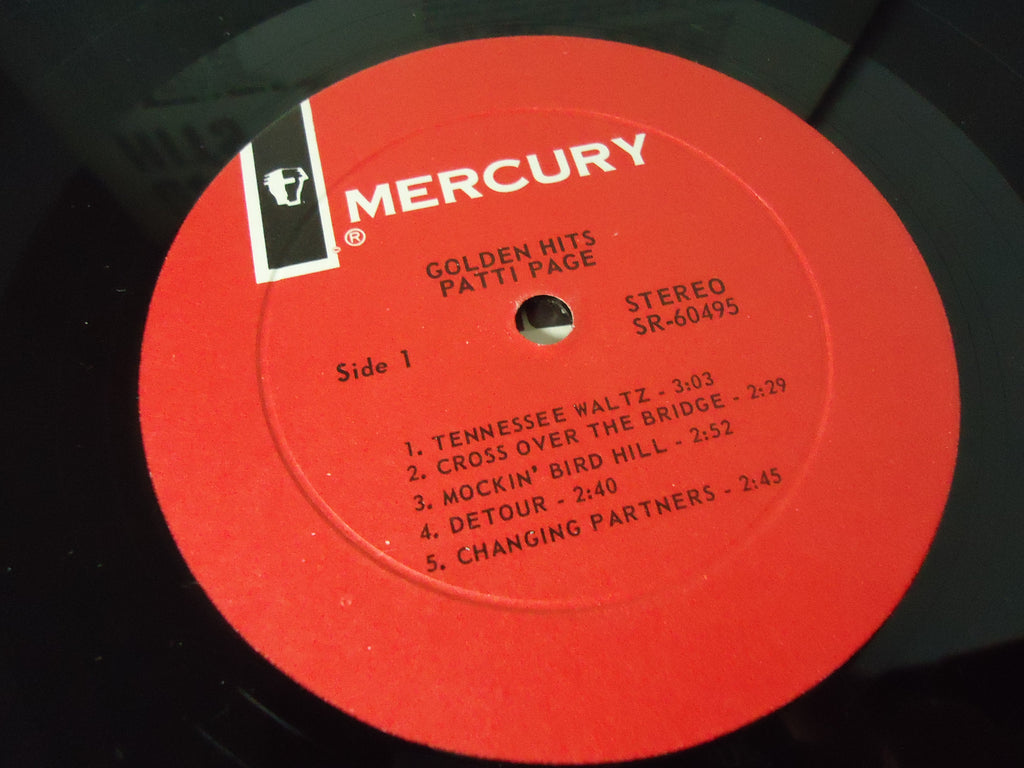 MERCURY
®
GOLDEN HITS
PATTI PAGE
STEREO
SR-60495
Side 1
1. TENNESSEE WALTZ - 3:03
2. CROSS OVER THE BRIDGE - 2:29
3. MOCKIN' BIRD HILL - 2:52
4. DETOUR - 2:40
5. CHANGING PARTNERS - 2:45